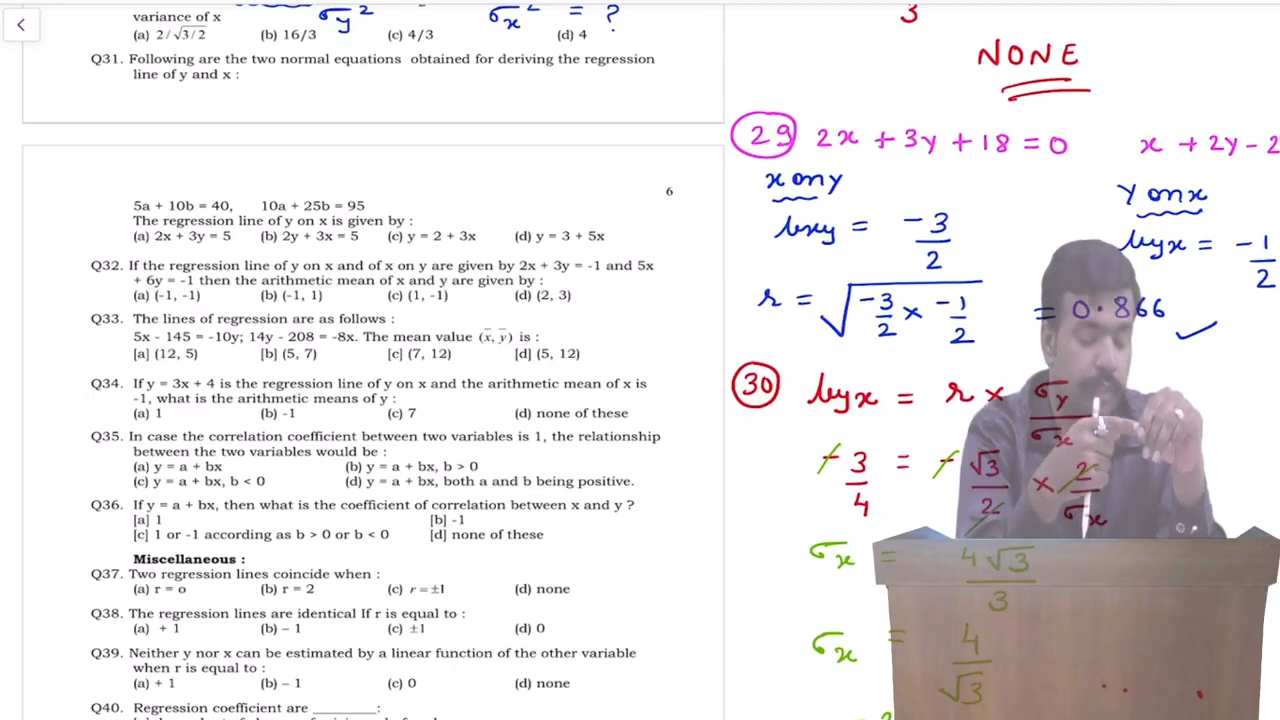 variance of x
(a) 2/√3/2 (b) 16/3 (c) 4/3 (d) 4
σy² σx² = ?
Q31. Following are the two normal equations obtained for deriving the regression
line of y and x :
6
5a + 10b = 40, 10a + 25b = 95
The regression line of y on x is given by :
(a) 2x + 3y = 5 (b) 2y + 3x = 5 (c) y = 2 + 3x (d) y = 3 + 5x
Q32. If the regression line of y on x and of x on y are given by 2x + 3y = -1 and 5x
+ 6y = -1 then the arithmetic mean of x and y are given by :
(a) (-1, -1) (b) (-1, 1) (c) (1, -1) (d) (2, 3)
Q33. The lines of regression are as follows :
5x - 145 = -10y; 14y - 208 = -8x. The mean value (x̄, ȳ) is :
[a] (12, 5) [b] (5, 7) [c] (7, 12) [d] (5, 12)
Q34. If y = 3x + 4 is the regression line of y on x and the arithmetic mean of x is
-1, what is the arithmetic means of y :
(a) 1 (b) -1 (c) 7 (d) none of these
Q35. In case the correlation coefficient between two variables is 1, the relationship
between the two variables would be :
(a) y = a + bx (b) y = a + bx, b > 0
(c) y = a + bx, b < 0 (d) y = a + bx, both a and b being positive.
Q36. If y = a + bx, then what is the coefficient of correlation between x and y ?
[a] 1 [b] -1
[c] 1 or -1 according as b > 0 or b < 0 [d] none of these
Miscellaneous :
Q37. Two regression lines coincide when :
(a) r = o (b) r = 2 (c) r = ±1 (d) none
Q38. The regression lines are identical If r is equal to :
(a) + 1 (b) – 1 (c) ±1 (d) 0
Q39. Neither y nor x can be estimated by a linear function of the other variable
when r is equal to :
(a) + 1 (b) – 1 (c) 0 (d) none
Q40. Regression coefficient are ________:
3
NONE
29 2x + 3y + 18 = 0 x + 2y - 2
x on y
bxy = -3/2
Y on x
byx = -1/2
r = √(-3/2 × -1/2) = 0.866
30 byx = r × σy/σx
-3/4 = -√3/2 × 2/σx
σx = 4√3/3
σx = 4/√3